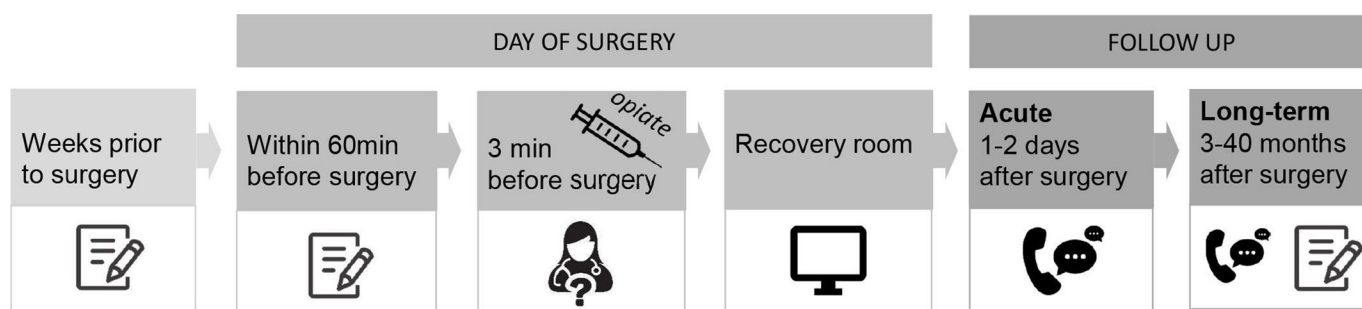 DAY OF SURGERY
FOLLOW UP
Weeks prior
to surgery
Within 60min
before surgery
opiate
3 min
before surgery
Recovery room
Acute
1-2 days
after surgery
Long-term
3-40 months
after surgery
?